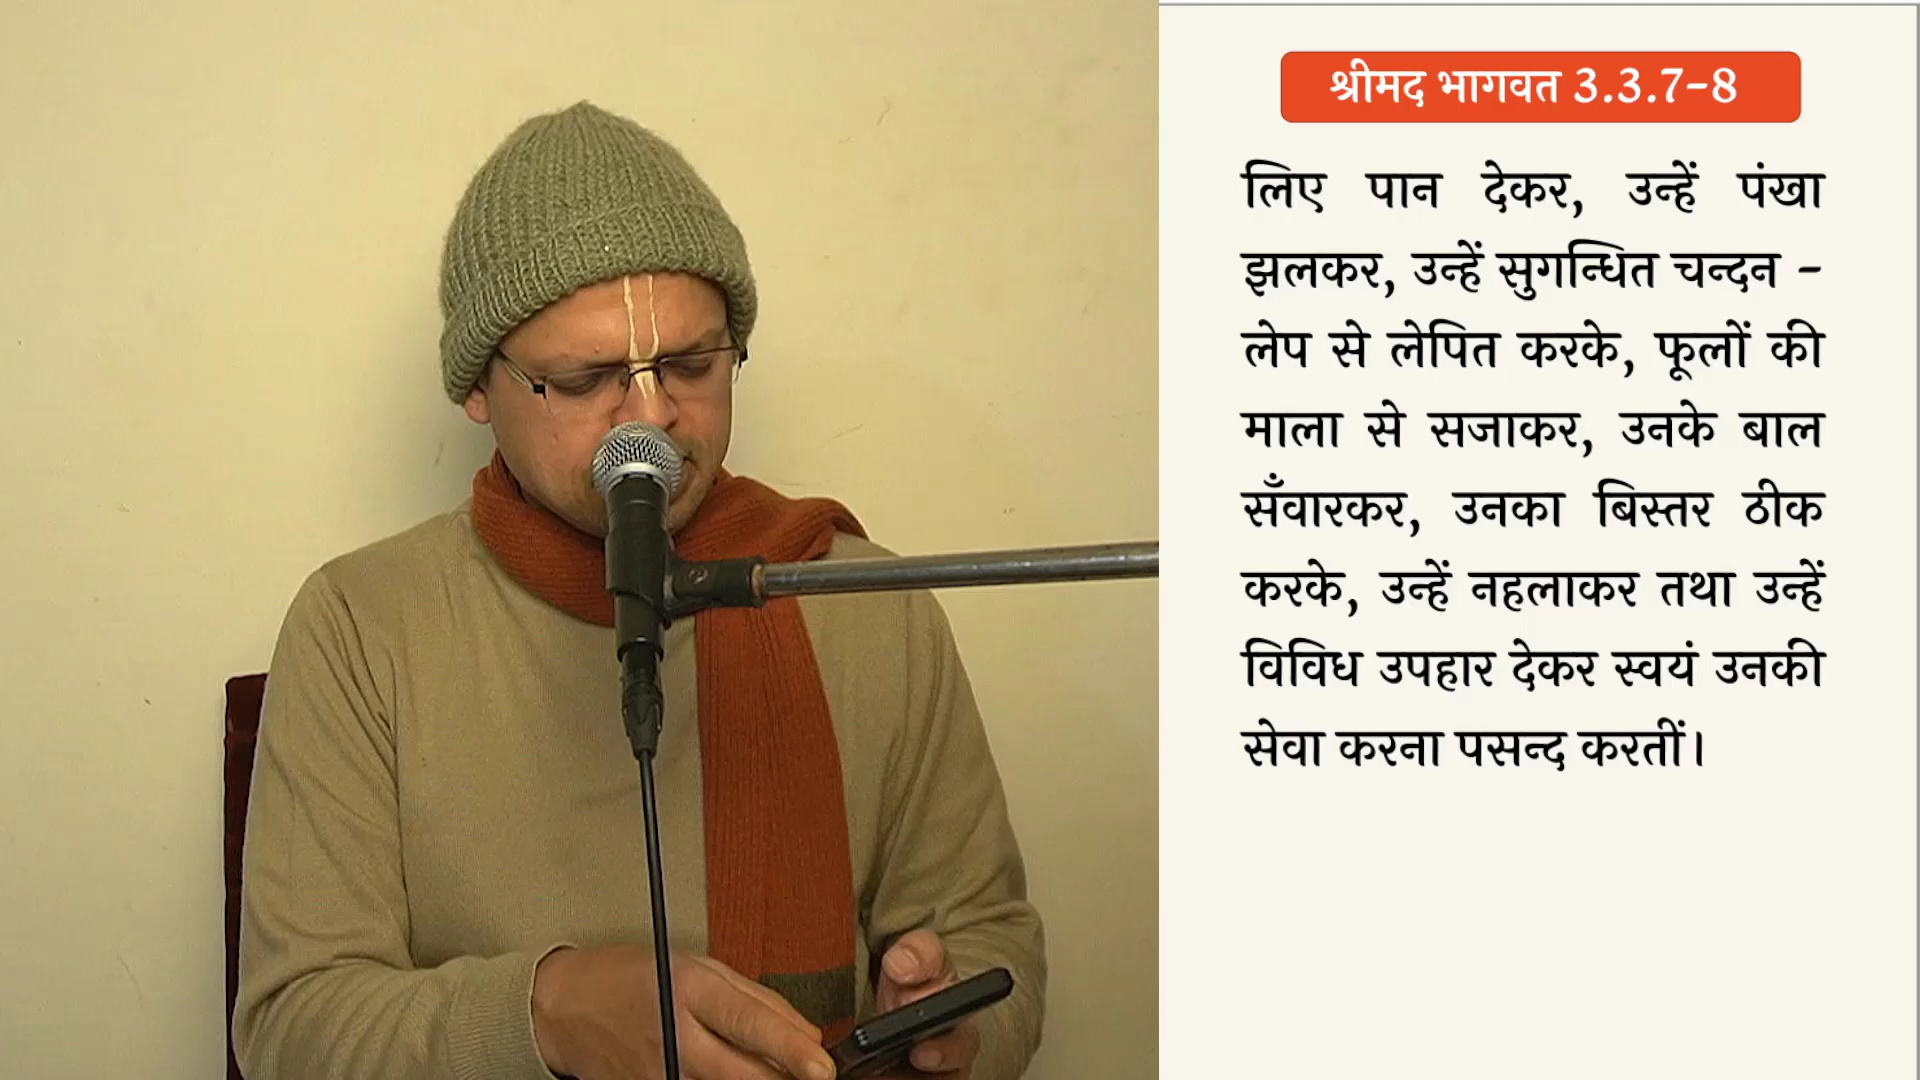 श्रीमद भागवत 3.3.7-8
लिए पान देकर, उन्हें पंखा
झलकर, उन्हें सुगन्धित चन्दन -
लेप से लेपित करके, फूलों की
माला से सजाकर, उनके बाल
सँवारकर, उनका बिस्तर ठीक
करके, उन्हें नहलाकर तथा उन्हें
विविध उपहार देकर स्वयं उनकी
सेवा करना पसन्द करतीं।